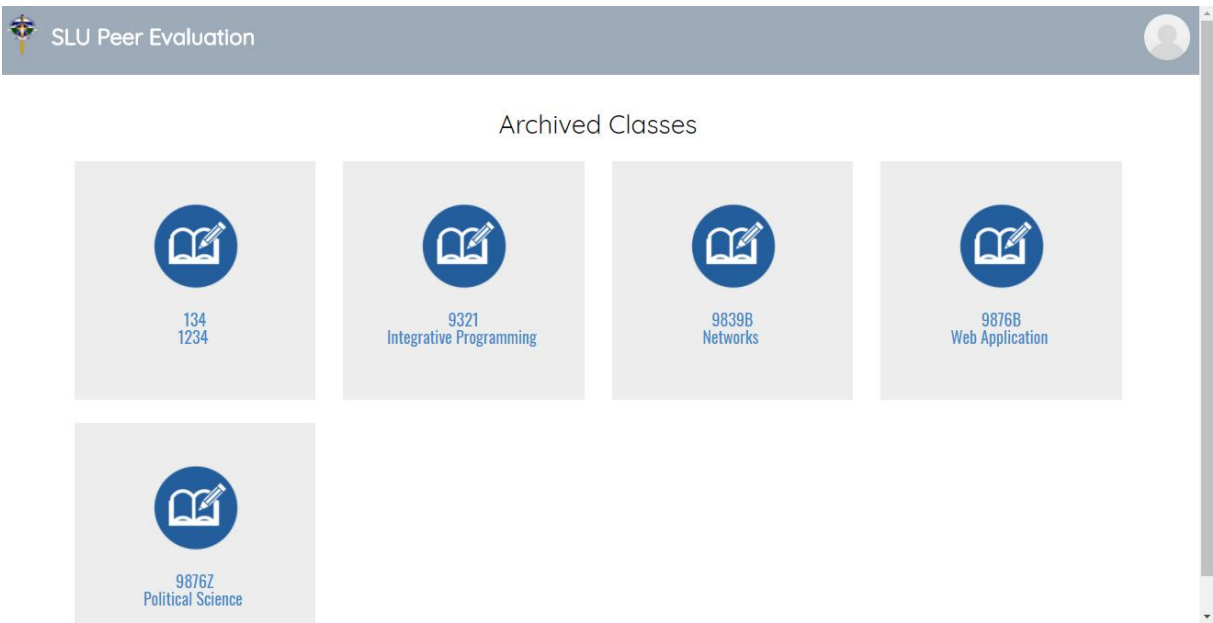 SLU Peer Evaluation
Archived Classes
134
1234
9321
Integrative Programming
9839B
Networks
9876B
Web Application
9876Z
Political Science